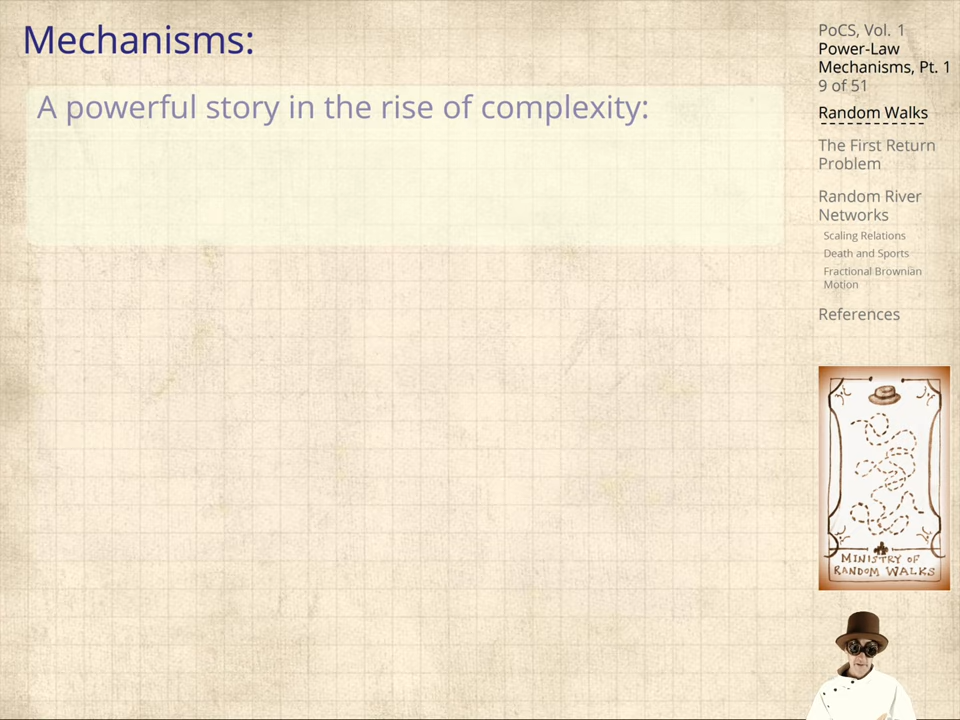 Mechanisms:
A powerful story in the rise of complexity:
PoCS, Vol. 1
Power-Law
Mechanisms, Pt. 1
9 of 51
Random Walks
The First Return
Problem
Random River
Networks
Scaling Relations
Death and Sports
Fractional Brownian
Motion
References
MINISTRY OF
RANDOM WALKS